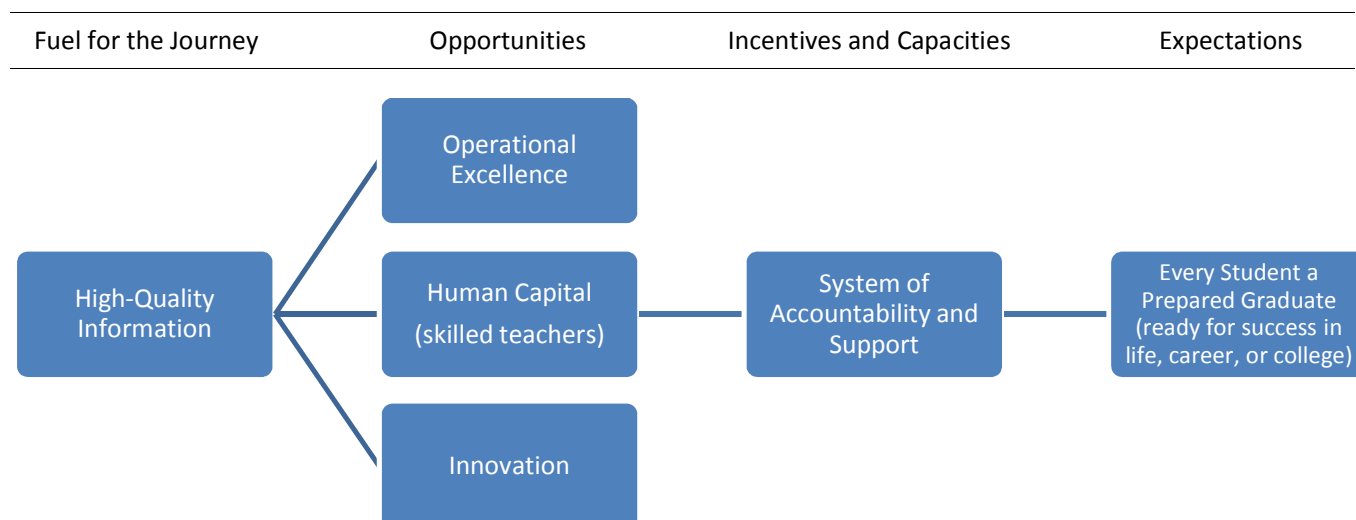 Fuel for the Journey
Opportunities
Incentives and Capacities
Expectations
High-Quality
Information
Operational
Excellence
Human Capital
(skilled teachers)
Innovation
System of
Accountability and
Support
Every Student a
Prepared Graduate
(ready for success in
life, career, or college)